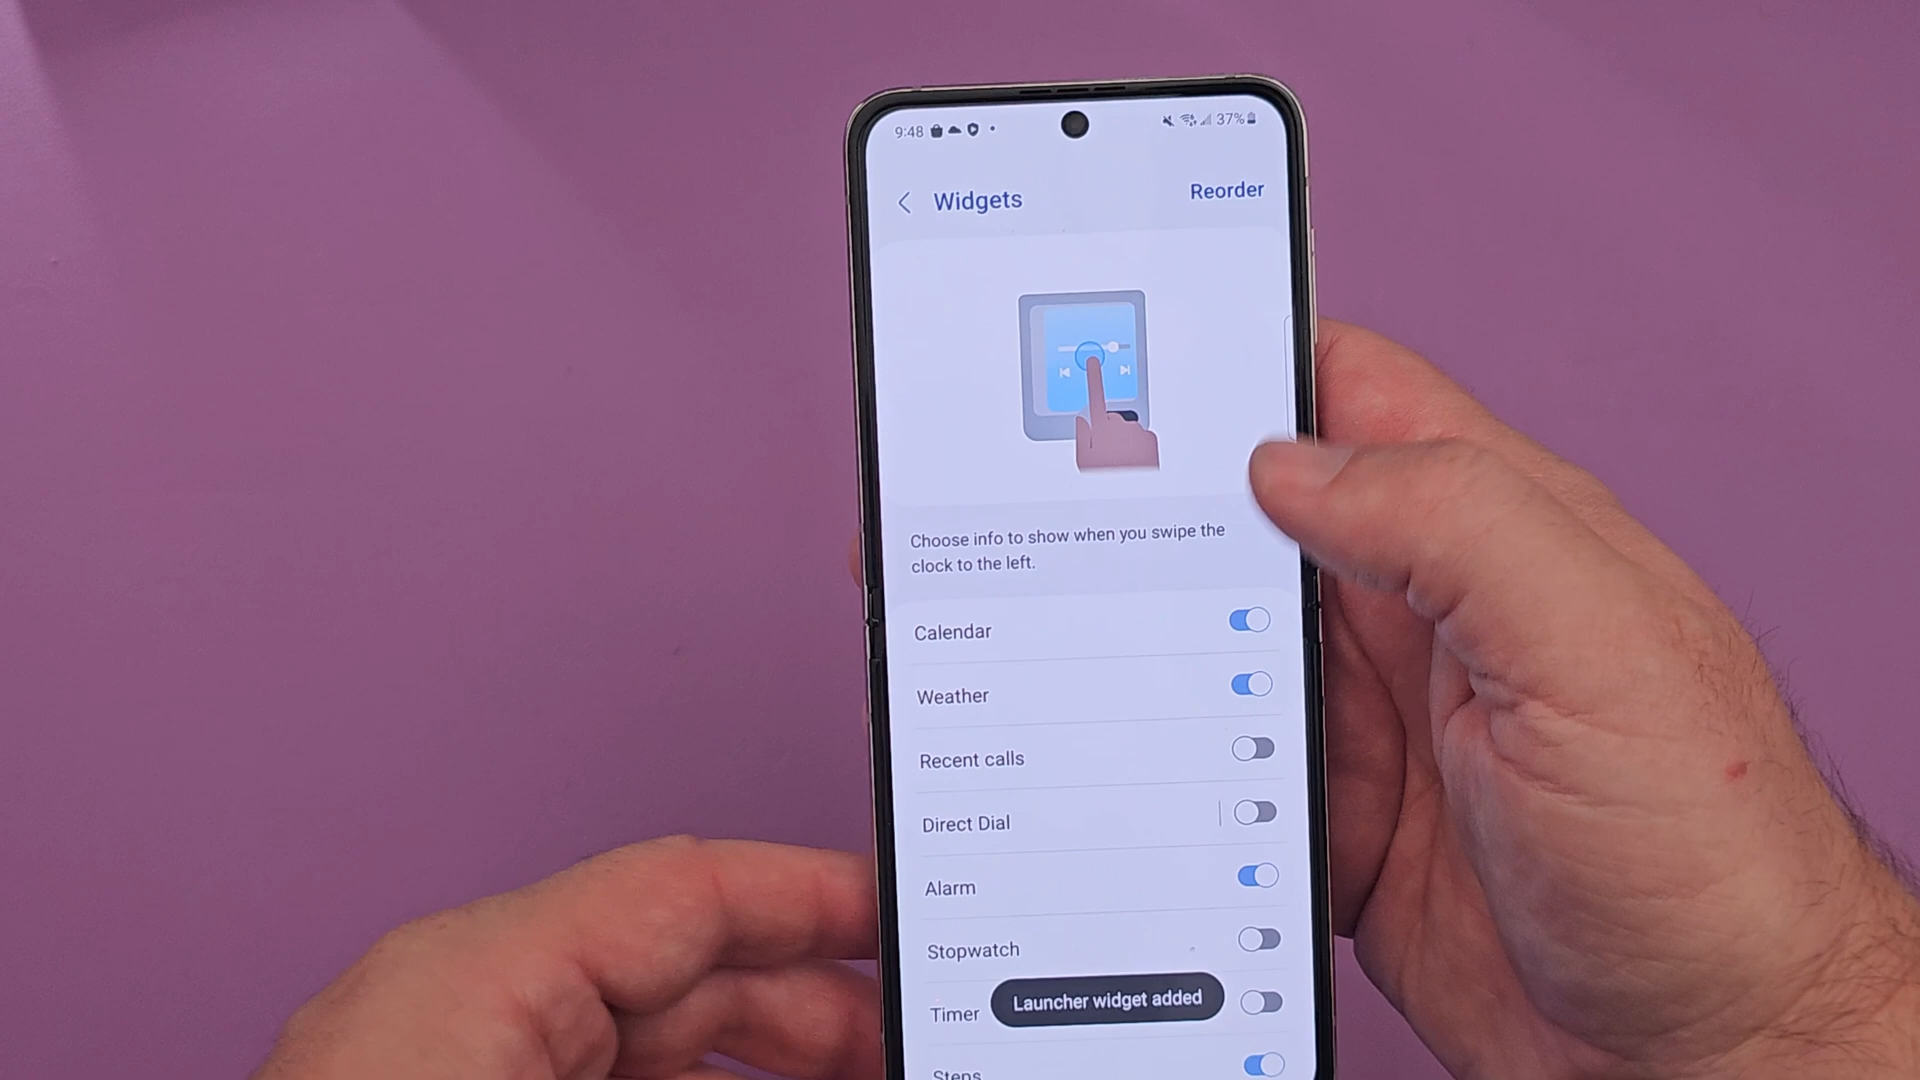 9:48
37%
Widgets
Reorder
Choose info to show when you swipe the
clock to the left.
Calendar
Weather
Recent calls
Direct Dial
Alarm
Stopwatch
Timer
Launcher widget added
Steps